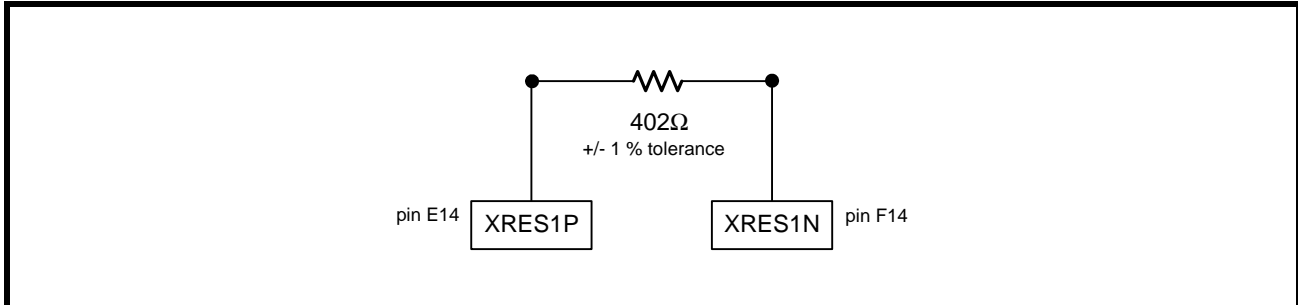 402Ω
+/- 1 % tolerance
pin E14
XRES1P
XRES1N
pin F14